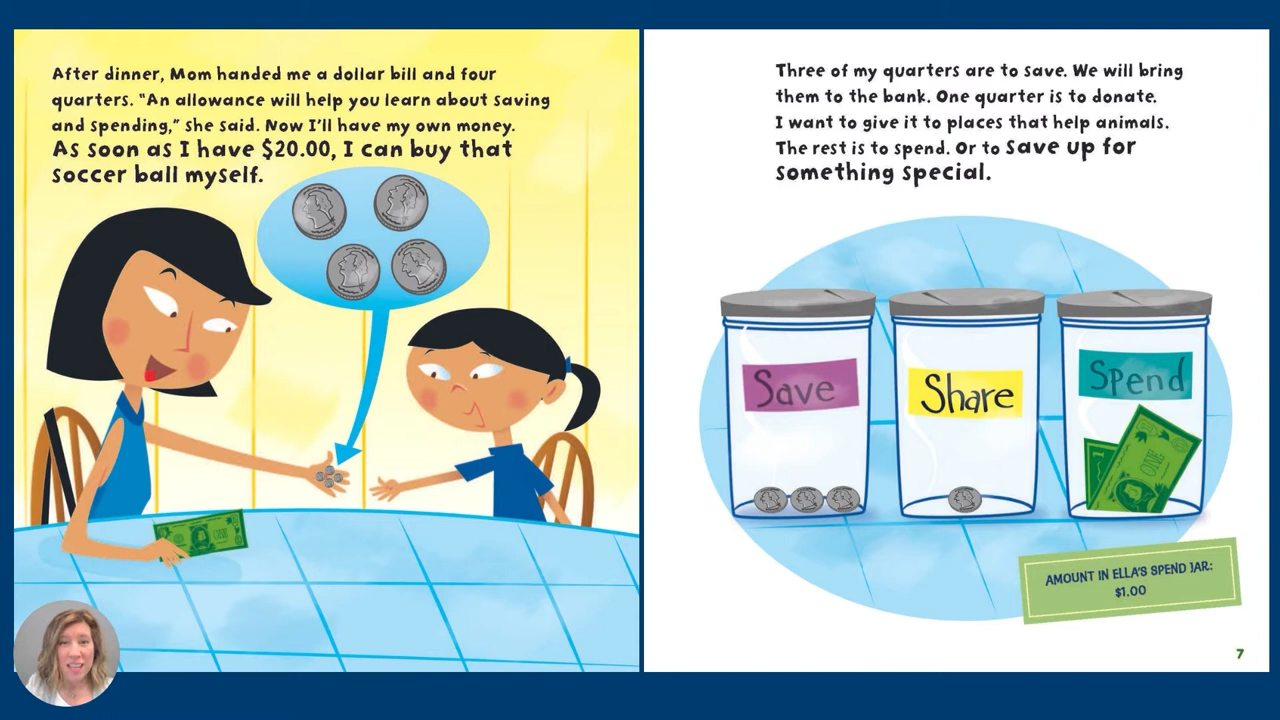 After dinner, Mom handed me a dollar bill and four
quarters. "An allowance will help you learn about saving
and spending," she said. Now I'll have my own money.
As soon as I have $20.00, I can buy that
soccer ball myself.
Three of my quarters are to save. We will bring
them to the bank. One quarter is to donate.
I want to give it to places that help animals.
The rest is to spend. Or to save up for
something special.
Save
Share
Spend
ONE
AMOUNT IN ELLA'S SPEND JAR:
$1.00
7